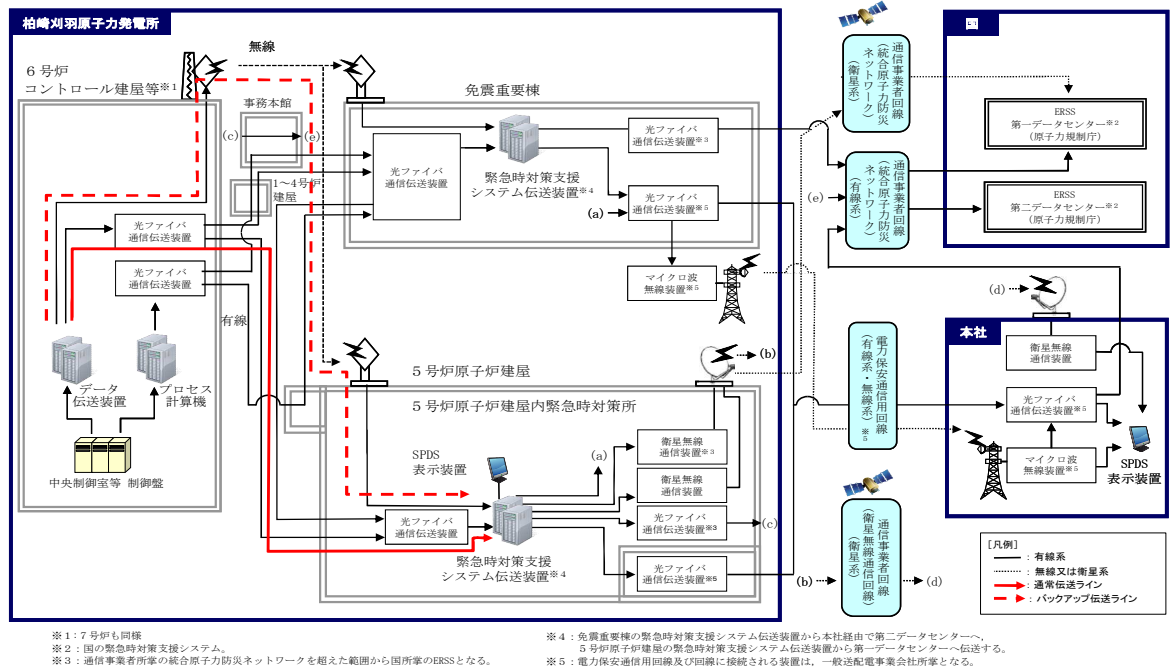 柏崎刈羽原子力発電所
6号炉
コントロール建屋等※1
無線
事務本館
(c)
(e)
1～4号炉
建屋
光ファイバ
通信伝送装置
光ファイバ
通信伝送装置
有線
データ
伝送装置
プロセス
計算機
中央制御室等 制御盤
免震重要棟
光ファイバ
通信伝送装置
緊急時対策支援
システム伝送装置※4
光ファイバ
通信伝送装置※3
(a)
光ファイバ
通信伝送装置※5
マイクロ波
無線装置※5
5号炉原子炉建屋
5号炉原子炉建屋内緊急時対策所
(b)
SPDS
表示装置
(a)
衛星無線
通信装置※3
衛星無線
通信装置
光ファイバ
通信伝送装置
光ファイバ
通信伝送装置※3
(c)
緊急時対策支援
システム伝送装置※4
光ファイバ
通信伝送装置※5
通信事業者回線
(統合原子力防災
ネットワーク)
(衛星系)
(e)
通信事業者回線
(統合原子力防災
ネットワーク)
(有線系)
電力保安通信用回線
(有線系・無線系)
※5
通信事業者回線
(衛星無線通信回線)
(衛星系)
(b)
(d)
国
ERSS
第一データセンター※2
(原子力規制庁)
ERSS
第二データセンター※2
(原子力規制庁)
(d)
本社
衛星無線
通信装置
光ファイバ
通信伝送装置※5
マイクロ波
無線装置※5
SPDS
表示装置
[凡例]
：有線系
：無線又は衛星系
：通常伝送ライン
：バックアップ伝送ライン
※1：7号炉も同様
※2：国の緊急時対策支援システム。
※3：通信事業者所掌の統合原子力防災ネットワークを超えた範囲から国所掌のERSSとなる。
※4：免震重要棟の緊急時対策支援システム伝送装置から本社経由で第二データセンターへ，
5号炉原子炉建屋の緊急時対策支援システム伝送装置から第一データセンターへ伝送する。
※5：電力保安通信用回線及び回線に接続される装置は，一般送配電事業会社所掌となる。